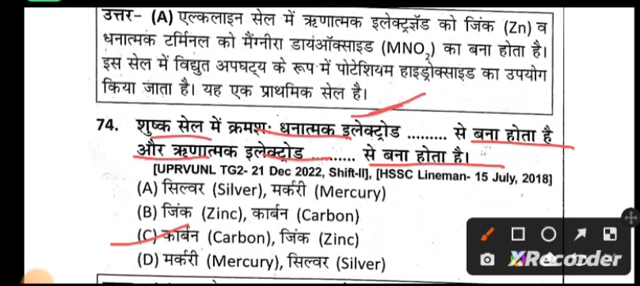 उत्तर– (A) एल्कलाइन सेल में ऋणात्मक इलेक्ट्रॉड को जिंक (Zn) व
धनात्मक टर्मिनल को मैंग्नीरा डायंऑक्साइड (MNO2) का बना होता है।
इस सेल में विद्युत अपघट्य के रूप में पोटेशियम हाइड्रोक्साइड का उपयोग
किया जाता है। यह एक प्राथमिक सेल है।
74. शुष्क सेल में क्रमशः धनात्मक इलेक्ट्रोड ......... से बना होता है
और ऋणात्मक इलेक्ट्रोड ......... से बना होता है।
[UPRVUNL TG2- 21 Dec 2022, Shift-II], [HSSC Lineman- 15 July, 2018]
(A) सिल्वर (Silver), मर्करी (Mercury)
(B) जिंक (Zinc), कार्बन (Carbon)
(C) कार्बन (Carbon), जिंक (Zinc)
(D) मर्करी (Mercury), सिल्वर (Silver)
XRecorder